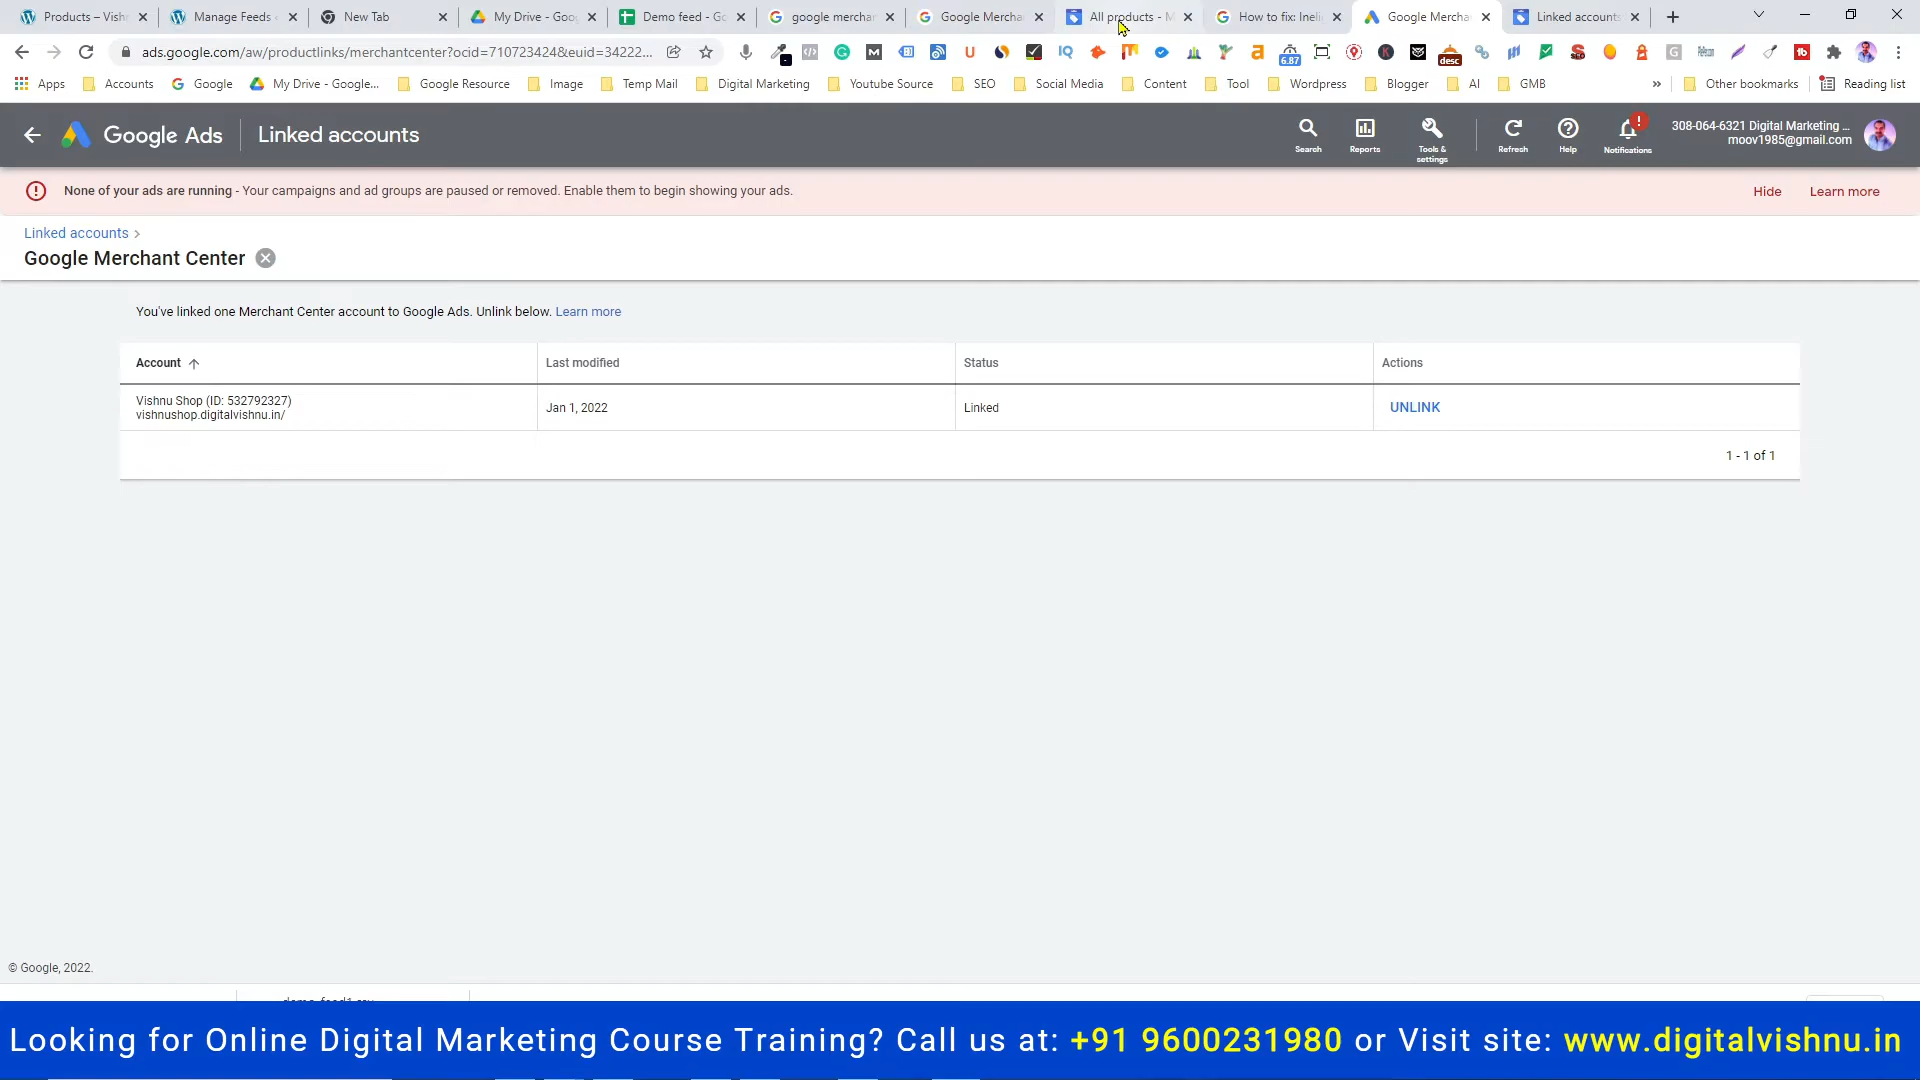 Products – Vish
Manage Feeds
New Tab
My Drive - Goo
Demo feed - Go
google merchan
Google Mercha
All products - M
How to fix: Ineli
Google Mercha
Linked accounts
ads.google.com/aw/productlinks/merchantcenter?ocid=710723424&euid=34222...
6.87
desc
Apps
Accounts
Google
My Drive - Google...
Google Resource
Image
Temp Mail
Digital Marketing
Youtube Source
SEO
Social Media
Content
Tool
Wordpress
Blogger
AI
GMB
»
Other bookmarks
Reading list
Google Ads
Linked accounts
Search
Reports
Tools & settings
Refresh
Help
Notifications
308-064-6321 Digital Marketing ...
moov1985@gmail.com
None of your ads are running - Your campaigns and ad groups are paused or removed. Enable them to begin showing your ads.
Hide
Learn more
Linked accounts
Google Merchant Center
You've linked one Merchant Center account to Google Ads. Unlink below. Learn more
Account
Last modified
Status
Actions
Vishnu Shop (ID: 532792327)
vishnushop.digitalvishnu.in/
Jan 1, 2022
Linked
UNLINK
1 - 1 of 1
© Google, 2022.
Looking for Online Digital Marketing Course Training? Call us at: +91 9600231980 or Visit site: www.digitalvishnu.in